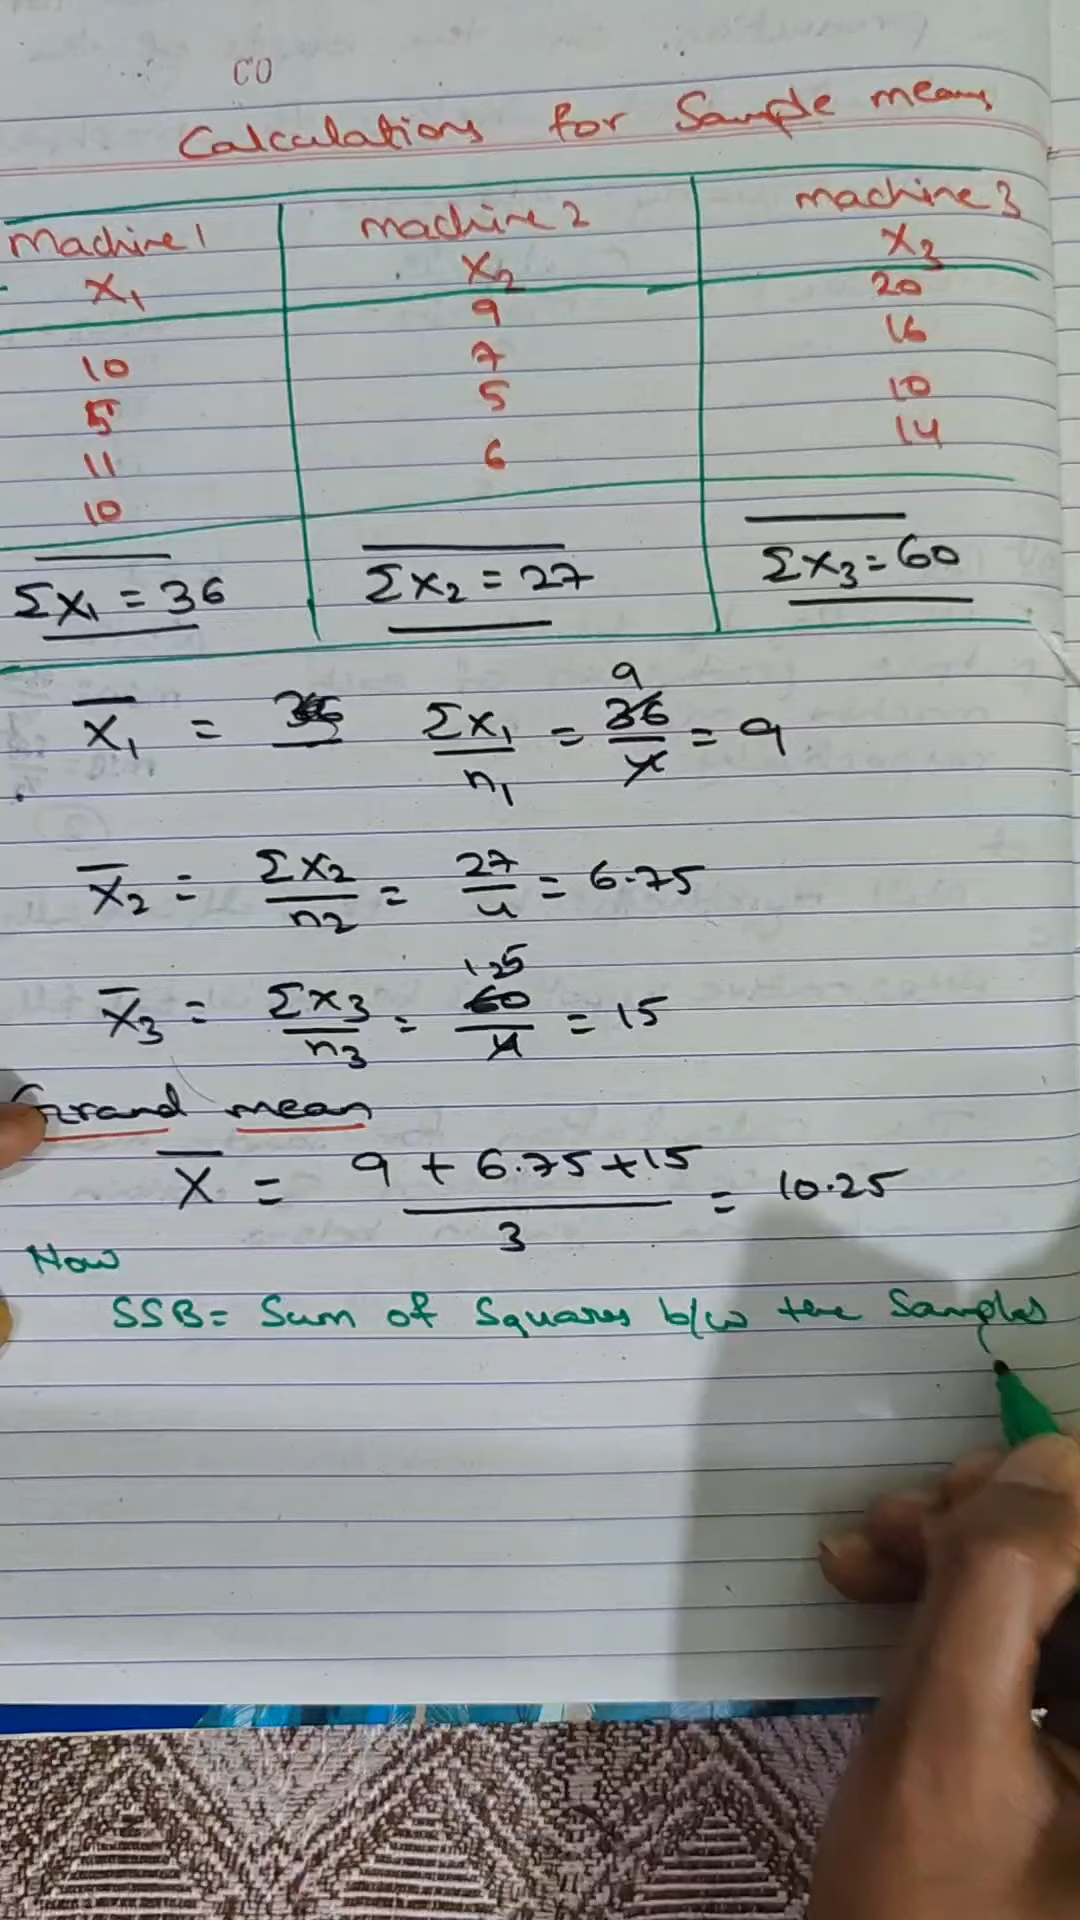 CO
Calculations for Sample means
Machine 1 machine 2 machine 3
X₁ X₂ X₃
10 9 20
5 7 16
11 5 10
10 6 14
ΣX₁ = 36 ΣX₂ = 27 ΣX₃ = 60
X̄₁ = ΣX₁/n₁ = 36/4 = 9
X̄₂ = ΣX₂/n₂ = 27/4 = 6.75
X̄₃ = ΣX₃/n₃ = 60/4 = 15
Grand mean
X̄ = 9 + 6.75 + 15 / 3 = 10.25
Now
SSB = Sum of Squares b/w the Samples